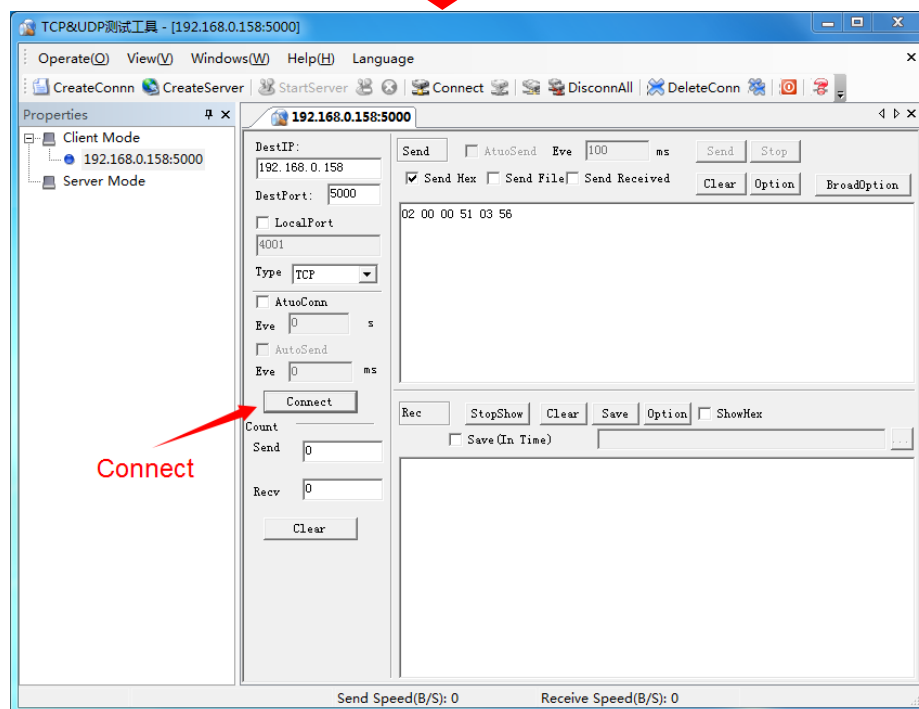 TCP&UDP测试工具 - [192.168.0.158:5000]
Operate(O) View(V) Windows(W) Help(H) Language
CreateConnn CreateServer StartServer Connect DisconnAll DeleteConn
Properties
192.168.0.158:5000
Client Mode
192.168.0.158:5000
Server Mode
DestIP:
192.168.0.158
DestPort: 5000
LocalPort
4001
Type TCP
AtuoConn
Eve 0 s
AutoSend
Eve 0 ms
Connect
Count
Send 0
Recv 0
Clear
Connect
Send AtuoSend Eve 100 ms Send Stop
Send Hex Send File Send Received Clear Option BroadOption
02 00 00 51 03 56
Rec StopShow Clear Save Option ShowHex
Save(In Time) ...
Send Speed(B/S): 0 Receive Speed(B/S): 0